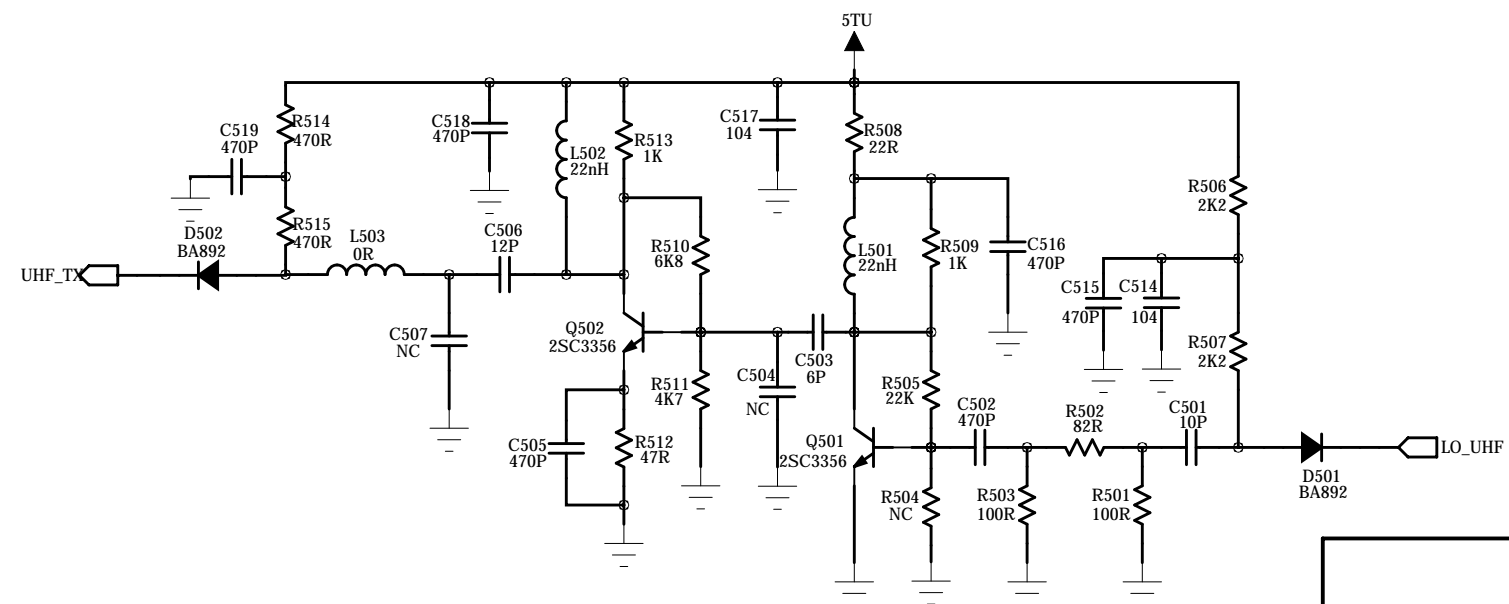 5TU
C519
470P
R514
470R
C518
470P
L502
22nH
R513
1K
C517
104
R508
22R
R506
2K2
R515
470R
D502
BA892
L503
0R
C506
12P
R510
6K8
L501
22nH
R509
1K
C516
470P
UHF_TX
C515
470P
C514
104
C507
NC
Q502
2SC3356
R511
4K7
C504
NC
C503
6P
R505
22K
R507
2K2
C505
470P
R512
47R
Q501
2SC3356
C502
470P
R502
82R
C501
10P
LO_UHF
R504
NC
R503
100R
R501
100R
D501
BA892